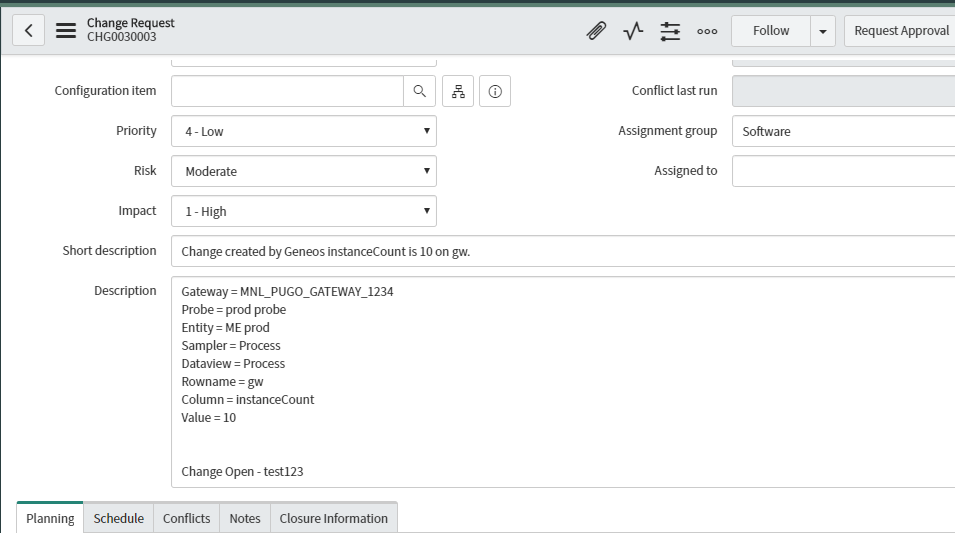 Change Request
CHG0030003
Follow
Request Approval
Configuration item
Conflict last run
Priority
4 - Low
Assignment group
Software
Risk
Moderate
Assigned to
Impact
1 - High
Short description
Change created by Geneos instanceCount is 10 on gw.
Description
Gateway = MNL_PUGO_GATEWAY_1234
Probe = prod probe
Entity = ME prod
Sampler = Process
Dataview = Process
Rowname = gw
Column = instanceCount
Value = 10
Change Open - test123
Planning
Schedule
Conflicts
Notes
Closure Information